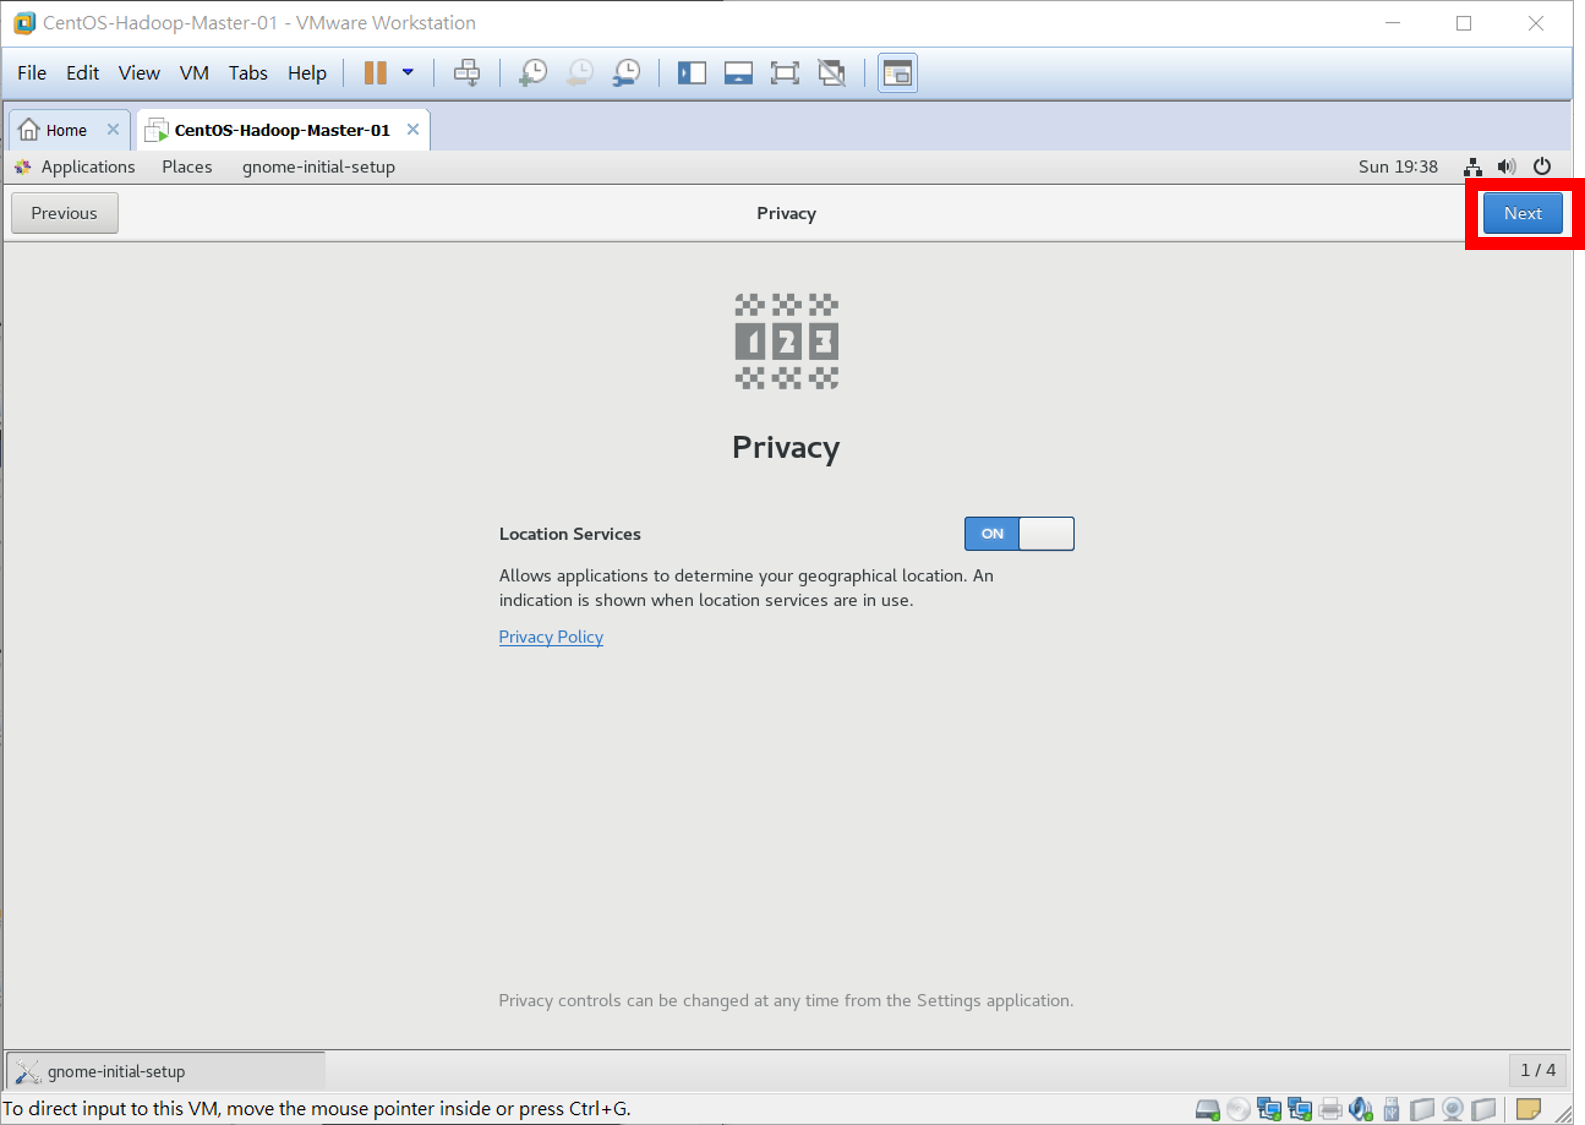 CentOS-Hadoop-Master-01 - VMware Workstation
File Edit View VM Tabs Help
Home CentOS-Hadoop-Master-01
Applications Places gnome-initial-setup Sun 19:38
Previous Privacy Next
1 2 3
Privacy
Location Services ON
Allows applications to determine your geographical location. An
indication is shown when location services are in use.
Privacy Policy
Privacy controls can be changed at any time from the Settings application.
gnome-initial-setup 1 / 4
To direct input to this VM, move the mouse pointer inside or press Ctrl+G.